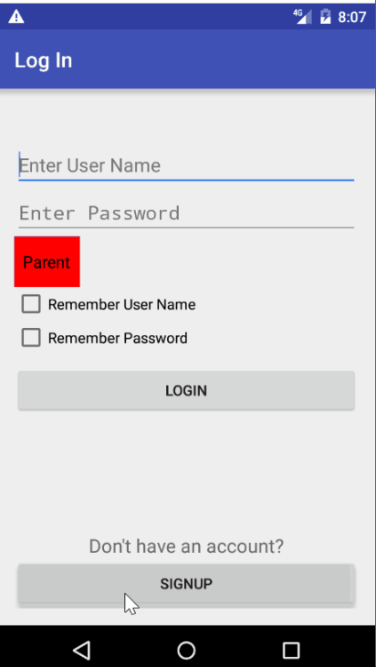 4G 8:07
Log In
Enter User Name
Enter Password
Parent
Remember User Name
Remember Password
LOGIN
Don't have an account?
SIGNUP